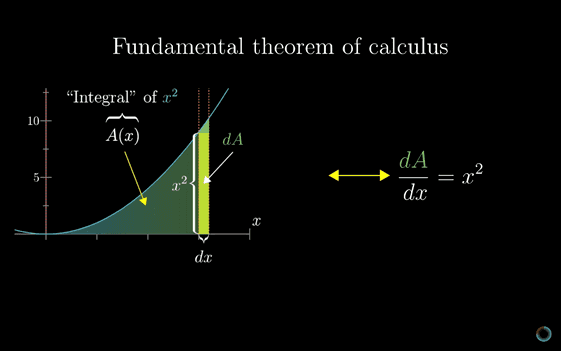 Fundamental theorem of calculus
“Integral” of x²
A(x)
10
5
x²
dA
x
dx
dA/dx = x²